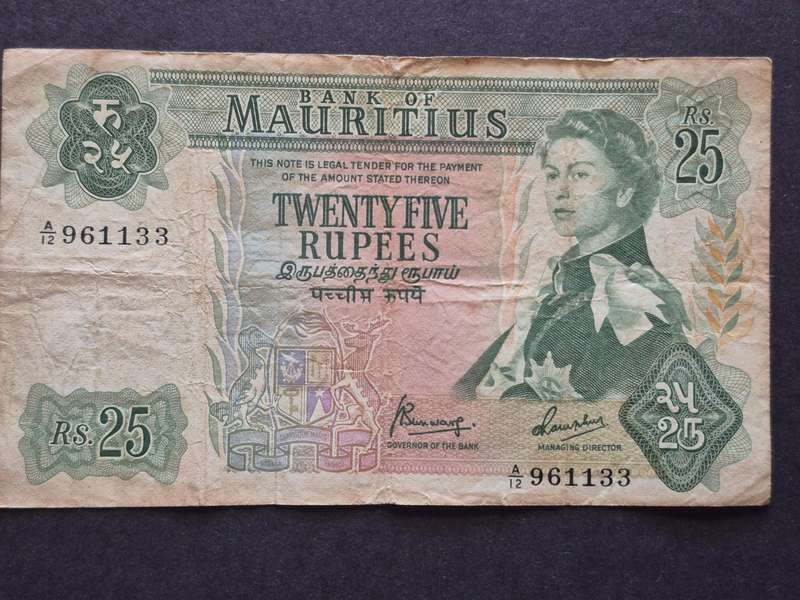 BANK OF
MAURITIUS
Rs.
25
THIS NOTE IS LEGAL TENDER FOR THE PAYMENT
OF THE AMOUNT STATED THEREON
TWENTY FIVE
RUPEES
இருபத்தைந்து ரூபாய்
पच्चीस रूपये
रु
२५
A/12 961133
Rs. 25
GOVERNOR OF THE BANK
MANAGING DIRECTOR
A/12 961133
२५
௨௫